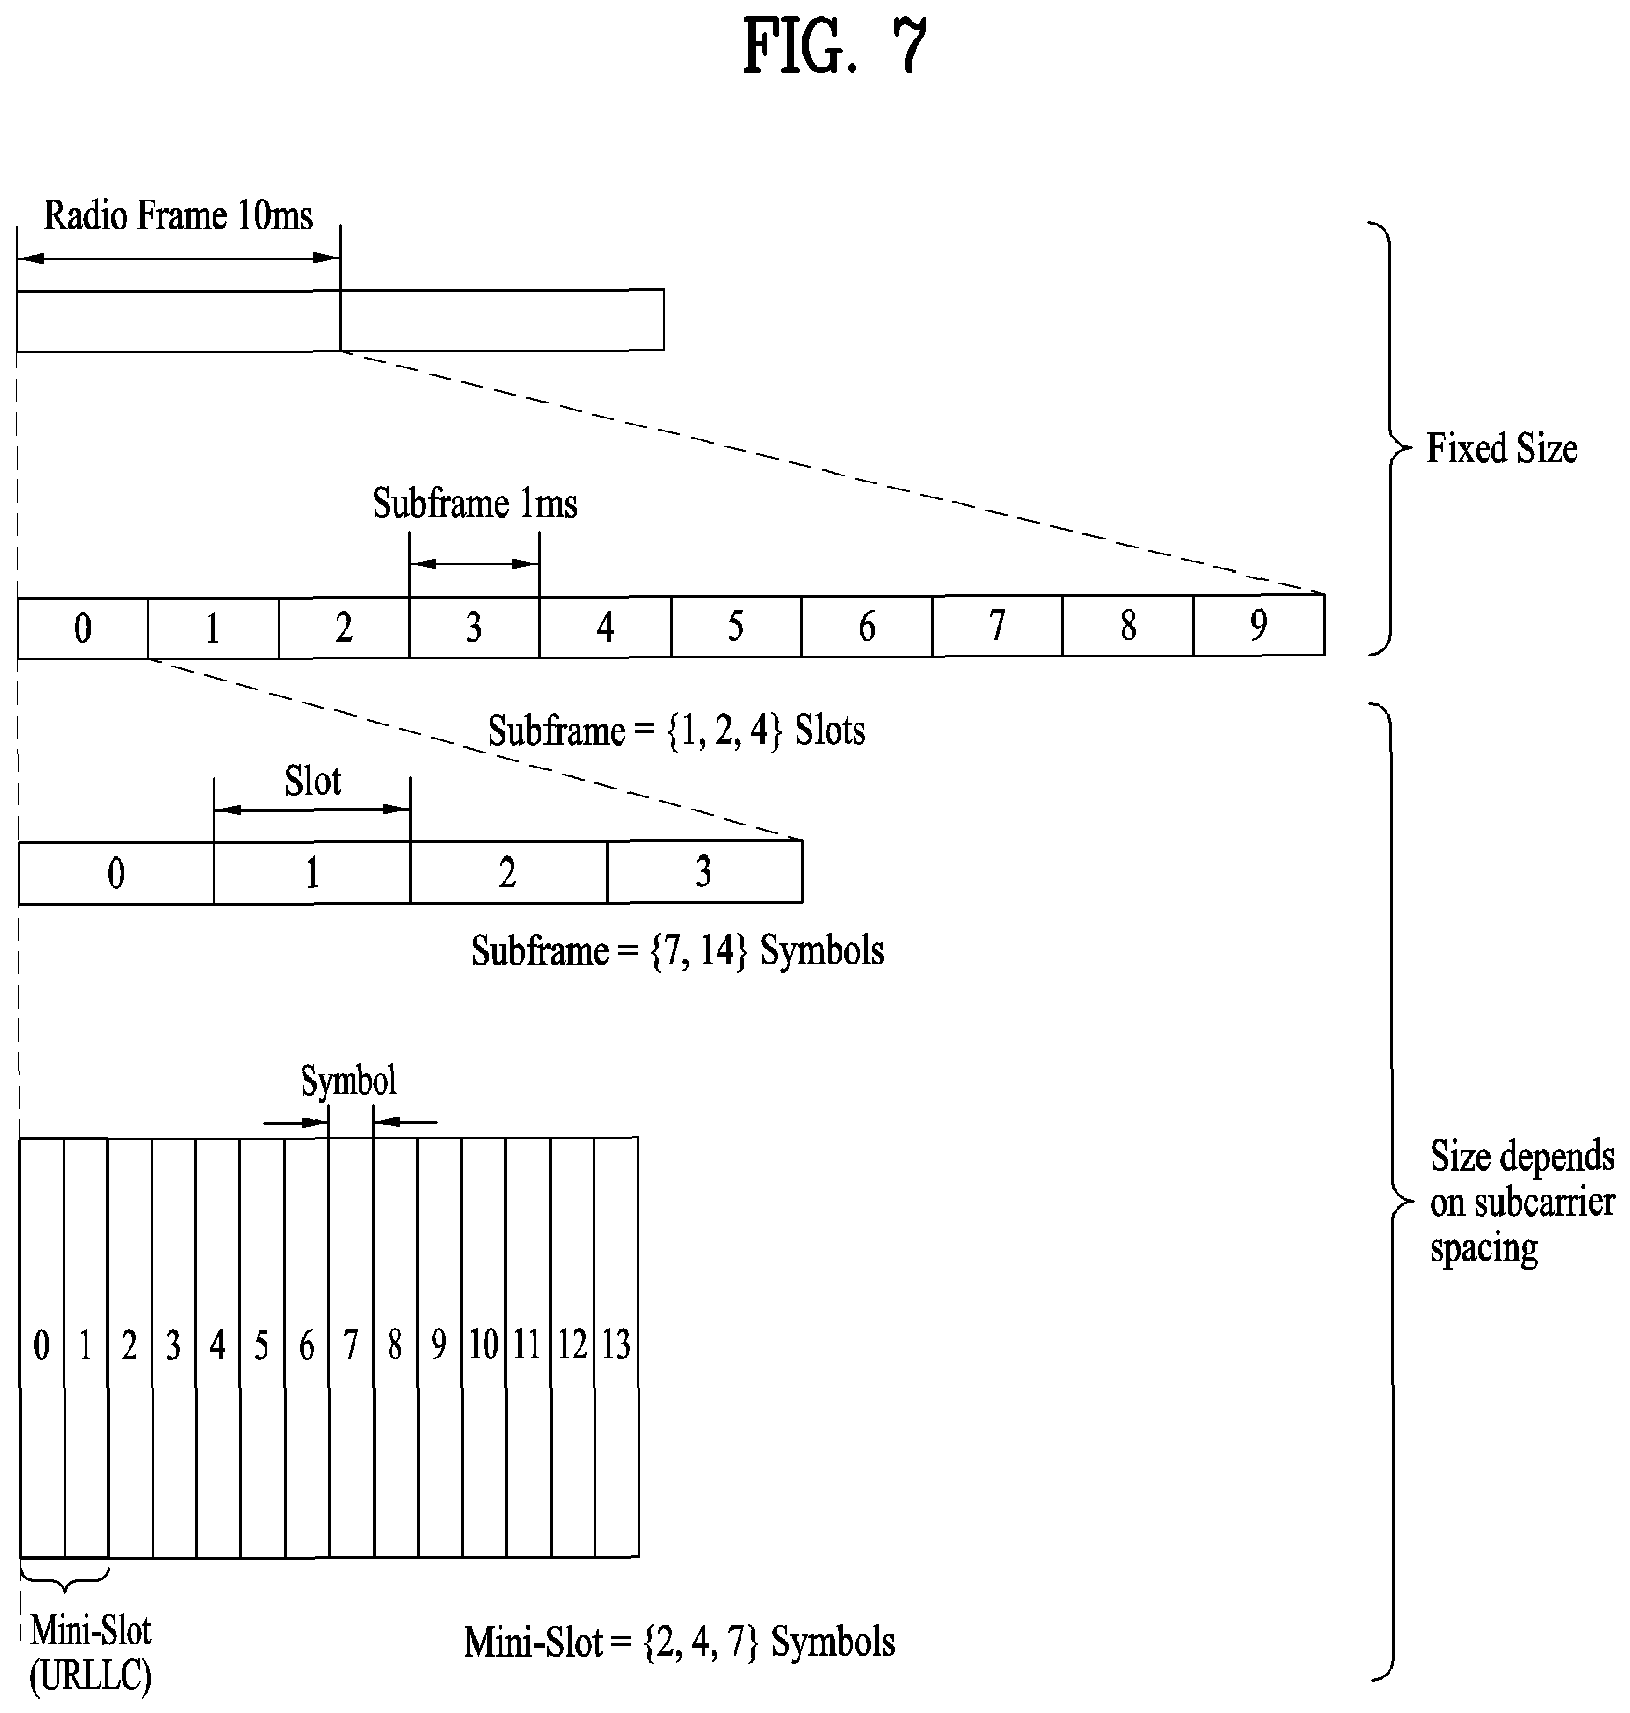 FIG. 7
Radio Frame 10ms
Fixed Size
Subframe 1ms
0 1 2 3 4 5 6 7 8 9
Subframe = {1, 2, 4} Slots
Slot
0 1 2 3
Subframe = {7, 14} Symbols
Symbol
Size depends
on subcarrier
spacing
0 1 2 3 4 5 6 7 8 9 10 11 12 13
Mini-Slot
(URLLC)
Mini-Slot = {2, 4, 7} Symbols